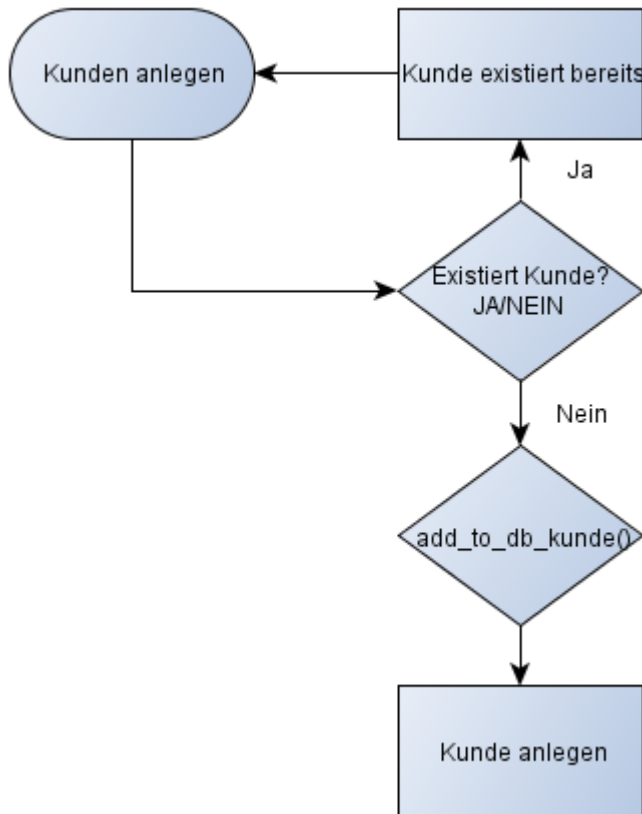 Kunden anlegen
Kunde existiert bereits
Ja
Existiert Kunde?
JA/NEIN
Nein
add_to_db_kunde()
Kunde anlegen